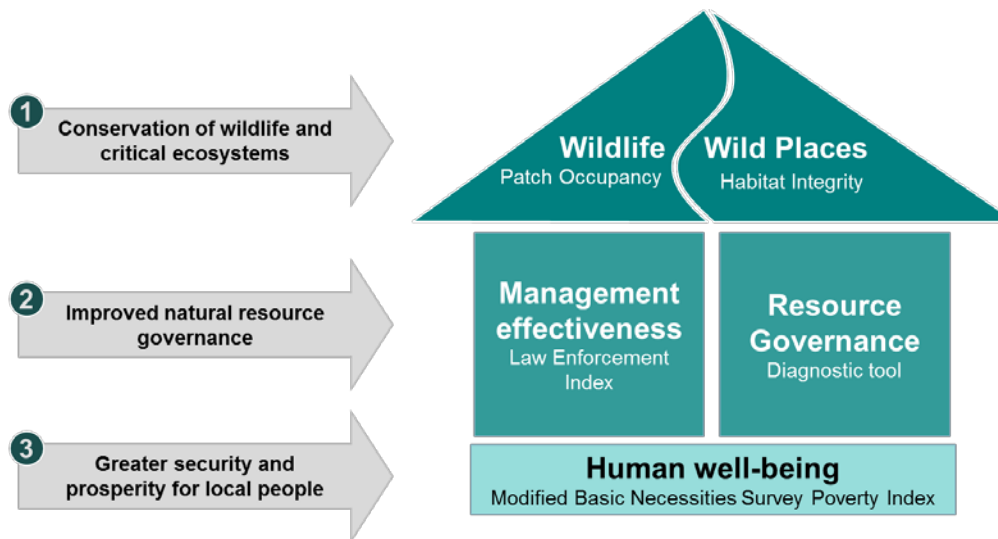 1
Conservation of wildlife and
critical ecosystems
Wildlife
Patch Occupancy
Wild Places
Habitat Integrity
2
Improved natural resource
governance
Management
effectiveness
Law Enforcement
Index
Resource
Governance
Diagnostic tool
3
Greater security and
prosperity for local people
Human well-being
Modified Basic Necessities Survey Poverty Index